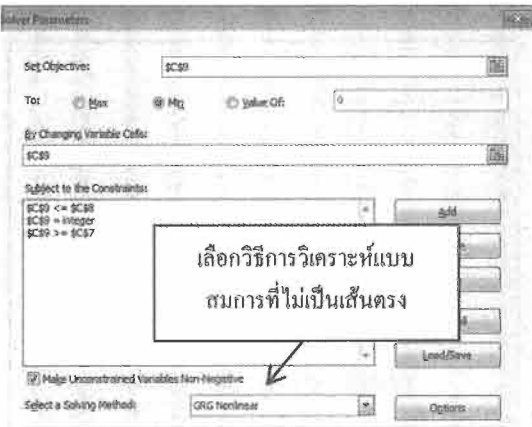 Solver Parameters
Set Objective:
$C$9
To:
Max
Min
Value Of:
0
By Changing Variable Cells:
$C$9
Subject to the Constraints:
$C$9 <= $C$8
$C$9 = integer
$C$9 >= $C$7
Add
เลือกวิธีการวิเคราะห์แบบ
สมการที่ไม่เป็นเส้นตรง
Load/Save
Make Unconstrained Variables Non-Negative
Select a Solving Method:
GRG Nonlinear
Options